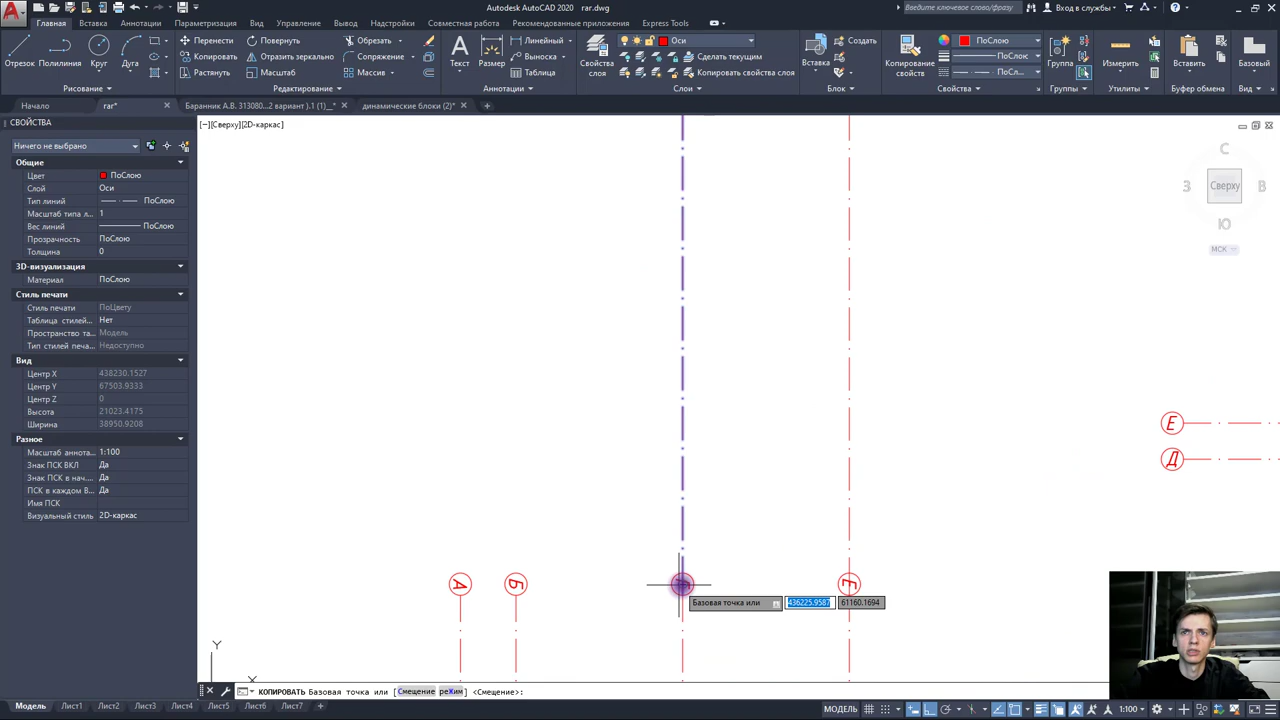 Autodesk AutoCAD 2020 rar.dwg
Введите ключевое слово/фразу
Вход в службы
Главная Вставка Аннотации Параметризация Вид Управление Вывод Надстройки Совместная работа Рекомендованные приложения Express Tools
Отрезок Полилиния Круг Дуга
Перенести Повернуть Обрезать
Копировать Отразить зеркально Сопряжение
Растянуть Масштаб Массив
Текст Размер
Линейный
Выноска
Таблица
Свойства слоя
Оси
Сделать текущим
Копировать свойства слоя
Вставка
Создать
Копирование свойств
ПоСлою
ПоСлок
ПоСл...
Группа Измерить Вставить Базовый
Рисование Редактирование Аннотации Слои Блок Свойства Группы Утилиты Буфер обмена Вид
Начало rar* Баранник А.В. 313080...2 вариант ).1 (1)__* динамические блоки (2)*
СВОЙСТВА
[−][Сверху][2D-каркас]
Ничего не выбрано
Общие
Цвет ПоСлою
Слой Оси
Тип линий ПоСлою
Масштаб типа л... 1
Вес линий ПоСлою
Прозрачность ПоСлою
Толщина 0
3D-визуализация
Материал ПоСлою
Стиль печати
Стиль печати ПоЦвету
Таблица стилей... Нет
Пространство та... Модель
Тип стилей печа... Недоступно
Вид
Центр X 438230.1527
Центр Y 67503.9333
Центр Z 0
Высота 21023.4175
Ширина 38950.9208
Разное
Масштаб аннота... 1:100
Знак ПСК ВКЛ Да
Знак ПСК в нач.... Да
ПСК в каждом В... Да
Имя ПСК
Визуальный стиль 2D-каркас
С
З Сверху В
Ю
МСК
Е
Д
А Б Е
Базовая точка или 436225.9587 61160.1694
Y
X
КОПИРОВАТЬ Базовая точка или [Смещение реЖим] <Смещение>:
Модель Лист1 Лист2 Лист3 Лист4 Лист5 Лист6 Лист7 +
МОДЕЛЬ 1:100